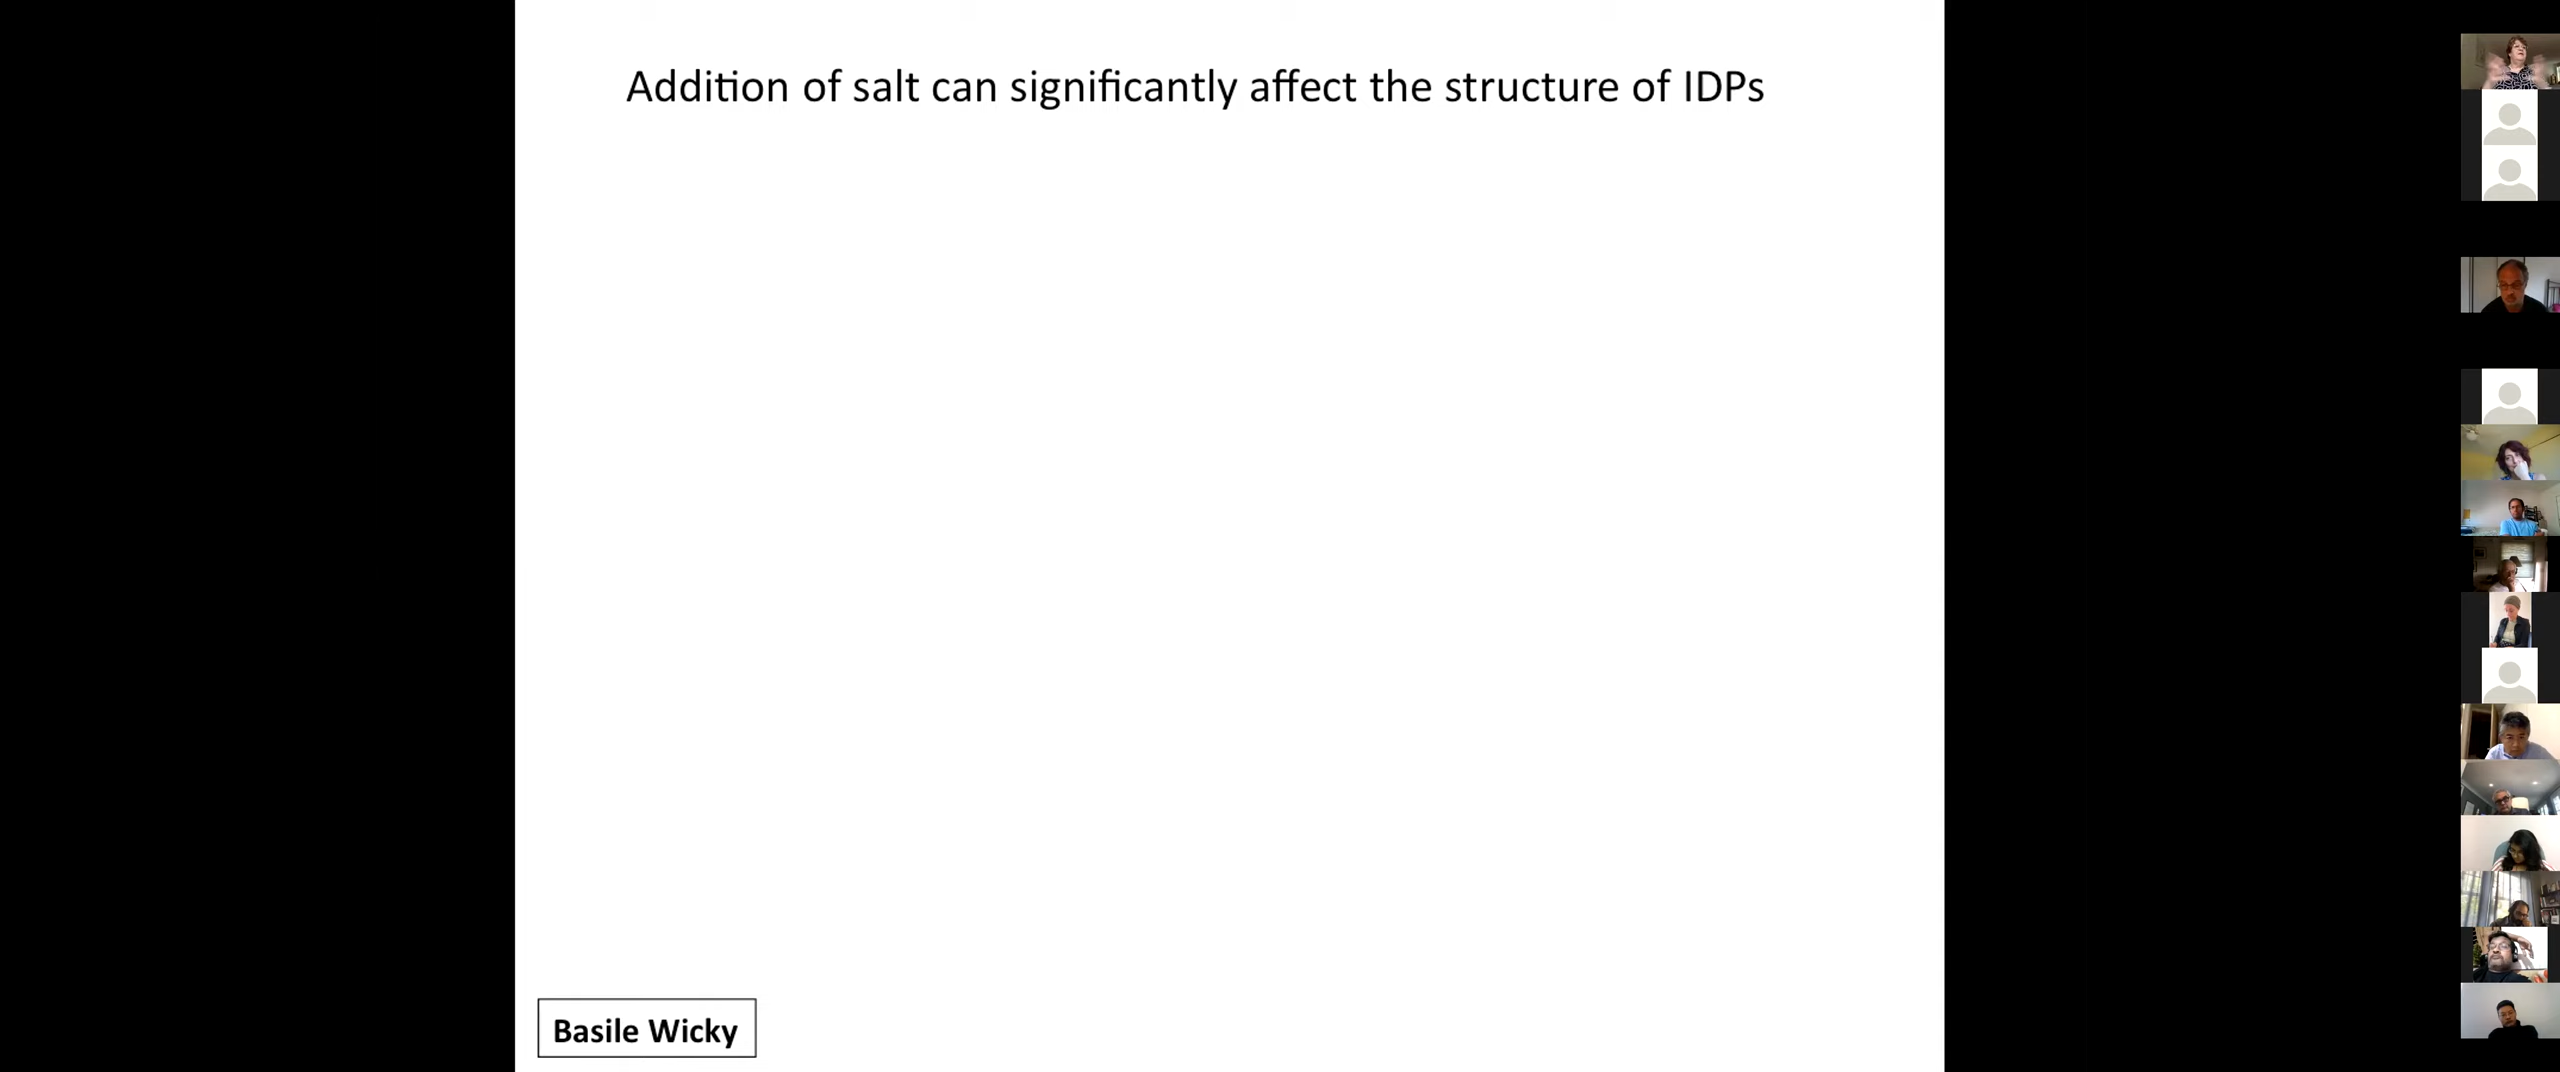 Addition of salt can significantly affect the structure of IDPs
Basile Wicky